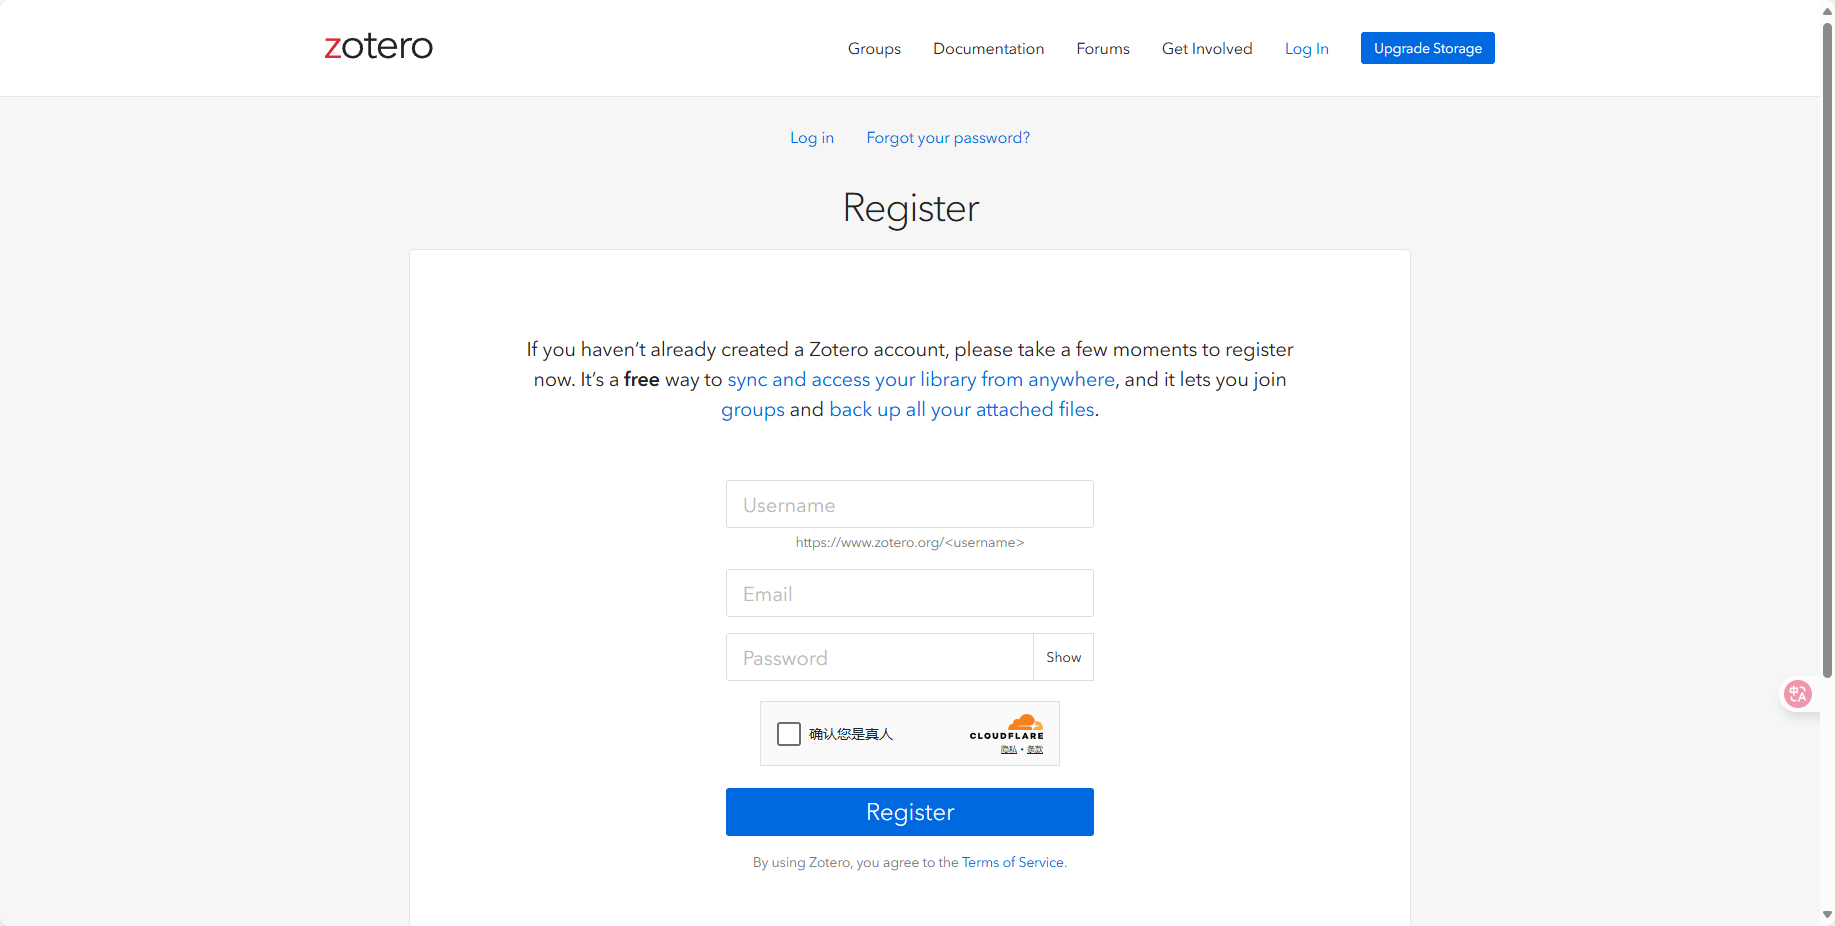 zotero
Groups
Documentation
Forums
Get Involved
Log In
Upgrade Storage
Log in
Forgot your password?
Register
If you haven’t already created a Zotero account, please take a few moments to register
now. It’s a free way to sync and access your library from anywhere, and it lets you join
groups and back up all your attached files.
Username
https://www.zotero.org/<username>
Email
Password
Show
确认您是真人
CLOUDFLARE
隐私 • 条款
Register
By using Zotero, you agree to the Terms of Service.
中
A